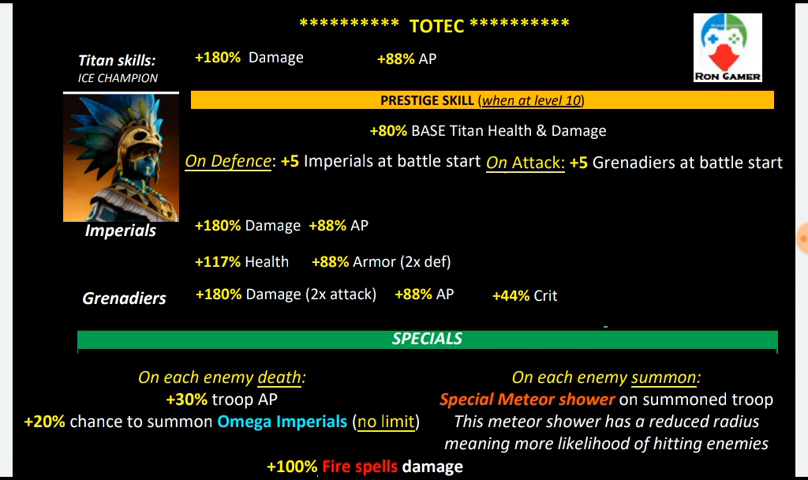 ********** TOTEC **********
Titan skills: +180% Damage +88% AP
ICE CHAMPION
RON GAMER
PRESTIGE SKILL (when at level 10)
+80% BASE Titan Health & Damage
On Defence: +5 Imperials at battle start On Attack: +5 Grenadiers at battle start
Imperials +180% Damage +88% AP
+117% Health +88% Armor (2x def)
Grenadiers +180% Damage (2x attack) +88% AP +44% Crit
SPECIALS
On each enemy death:
+30% troop AP
+20% chance to summon Omega Imperials (no limit)
On each enemy summon:
Special Meteor shower on summoned troop
This meteor shower has a reduced radius
meaning more likelihood of hitting enemies
+100% Fire spells damage